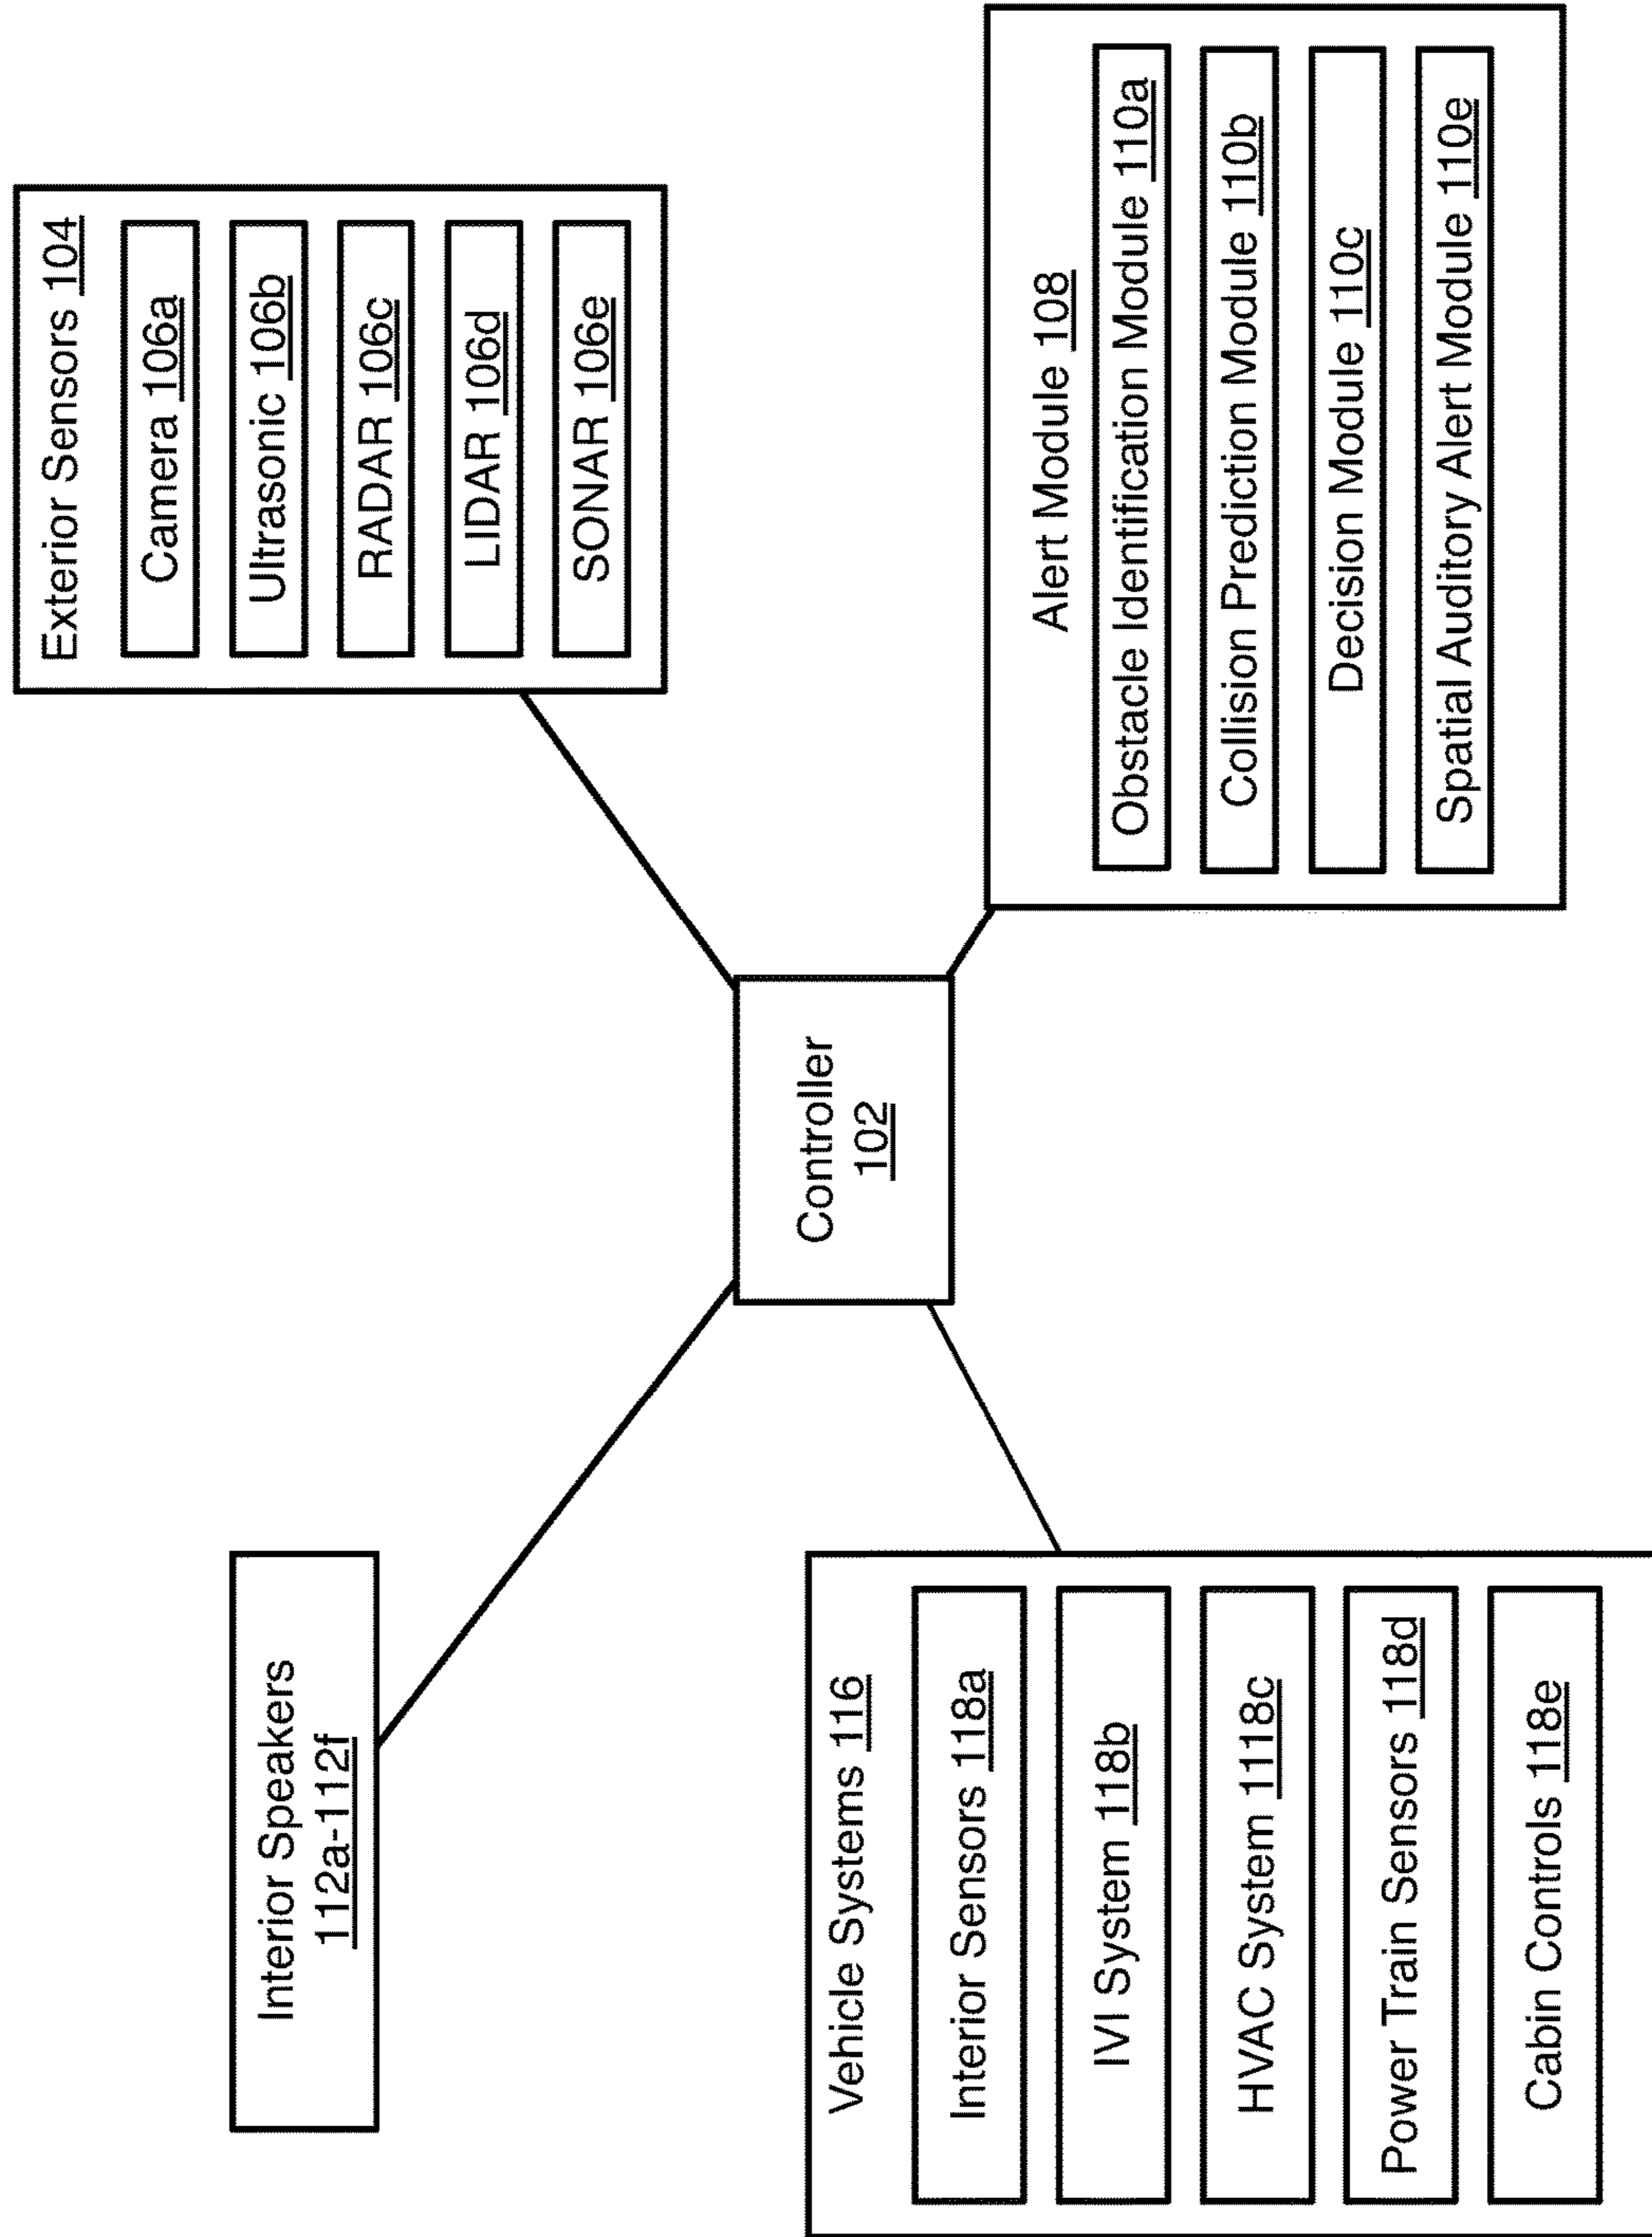 Interior Speakers
112a-112f
Exterior Sensors 104
Camera 106a
Ultrasonic 106b
RADAR 106c
LIDAR 106d
SONAR 106e
Controller
102
Vehicle Systems 116
Interior Sensors 118a
IVI System 118b
HVAC System 1118c
Power Train Sensors 118d
Cabin Controls 118e
Alert Module 108
Obstacle Identification Module 110a
Collision Prediction Module 110b
Decision Module 110c
Spatial Auditory Alert Module 110e